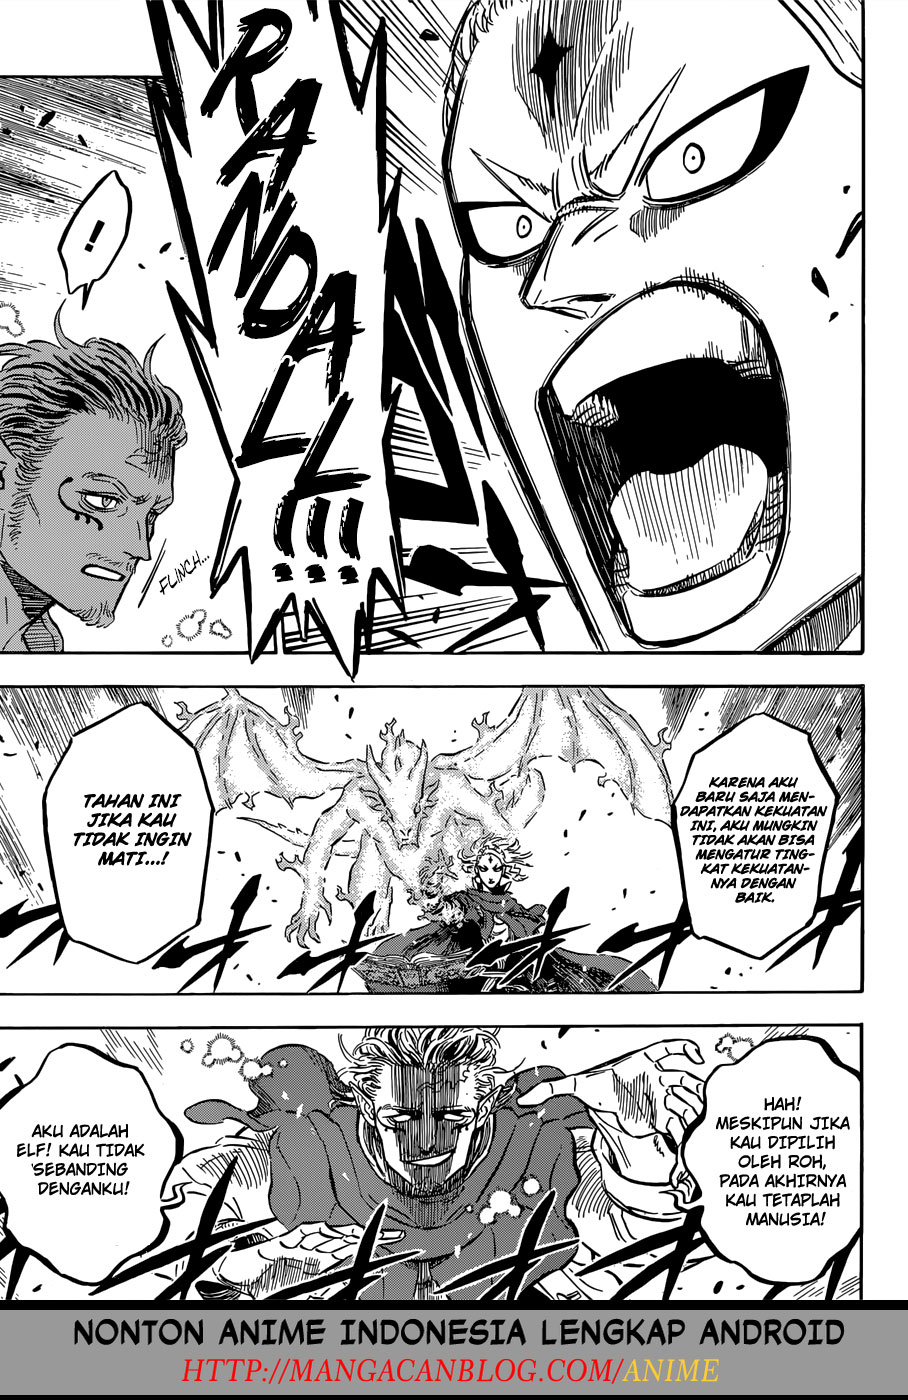 RANDALL!!!
!
FLINCH...
KARENA AKU
BARU SAJA MEN-
DAPATKAN KEKUATAN
INI, AKU MUNGKIN
TIDAK AKAN BISA
MENGATUR TING-
KAT KEKUATAN-
NYA DENGAN
BAIK.
TAHAN INI
JIKA KAU
TIDAK INGIN
MATI...!
HAH!
MESKIPUN JIKA
KAU DIPILIH
OLEH ROH,
PADA AKHIRNYA
KAU TETAPLAH
MANUSIA!
AKU ADALAH
ELF! KAU TIDAK
SEBANDING
DENGANKU!
NONTON ANIME INDONESIA LENGKAP ANDROID
HTTP://MANGACANBLOG.COM/ANIME